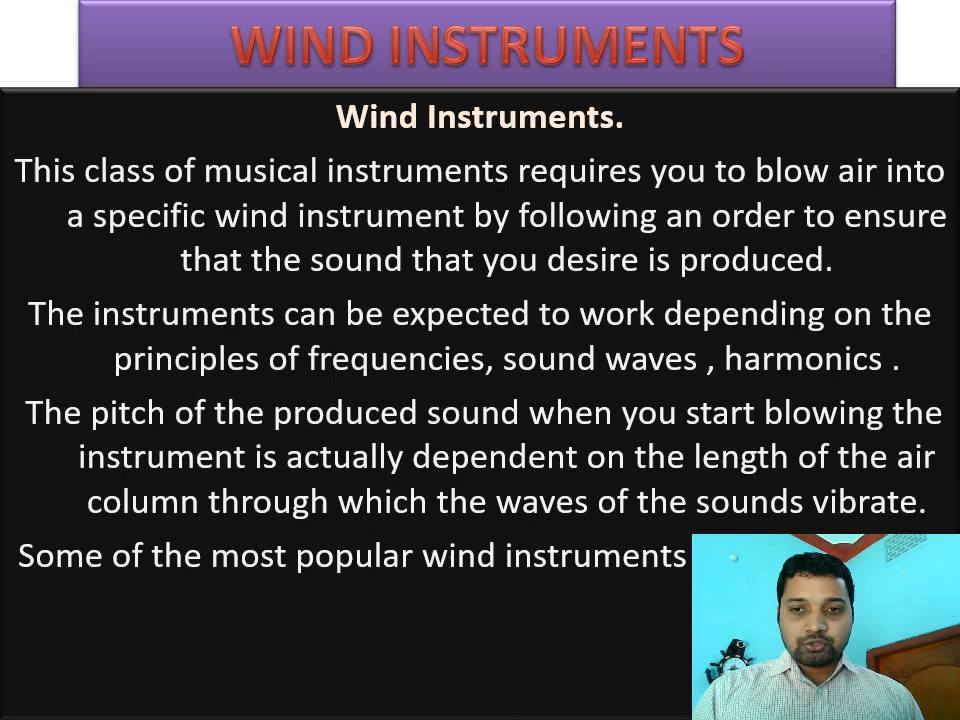 WIND INSTRUMENTS
Wind Instruments.
This class of musical instruments requires you to blow air into
a specific wind instrument by following an order to ensure
that the sound that you desire is produced.
The instruments can be expected to work depending on the
principles of frequencies, sound waves , harmonics .
The pitch of the produced sound when you start blowing the
instrument is actually dependent on the length of the air
column through which the waves of the sounds vibrate.
Some of the most popular wind instruments